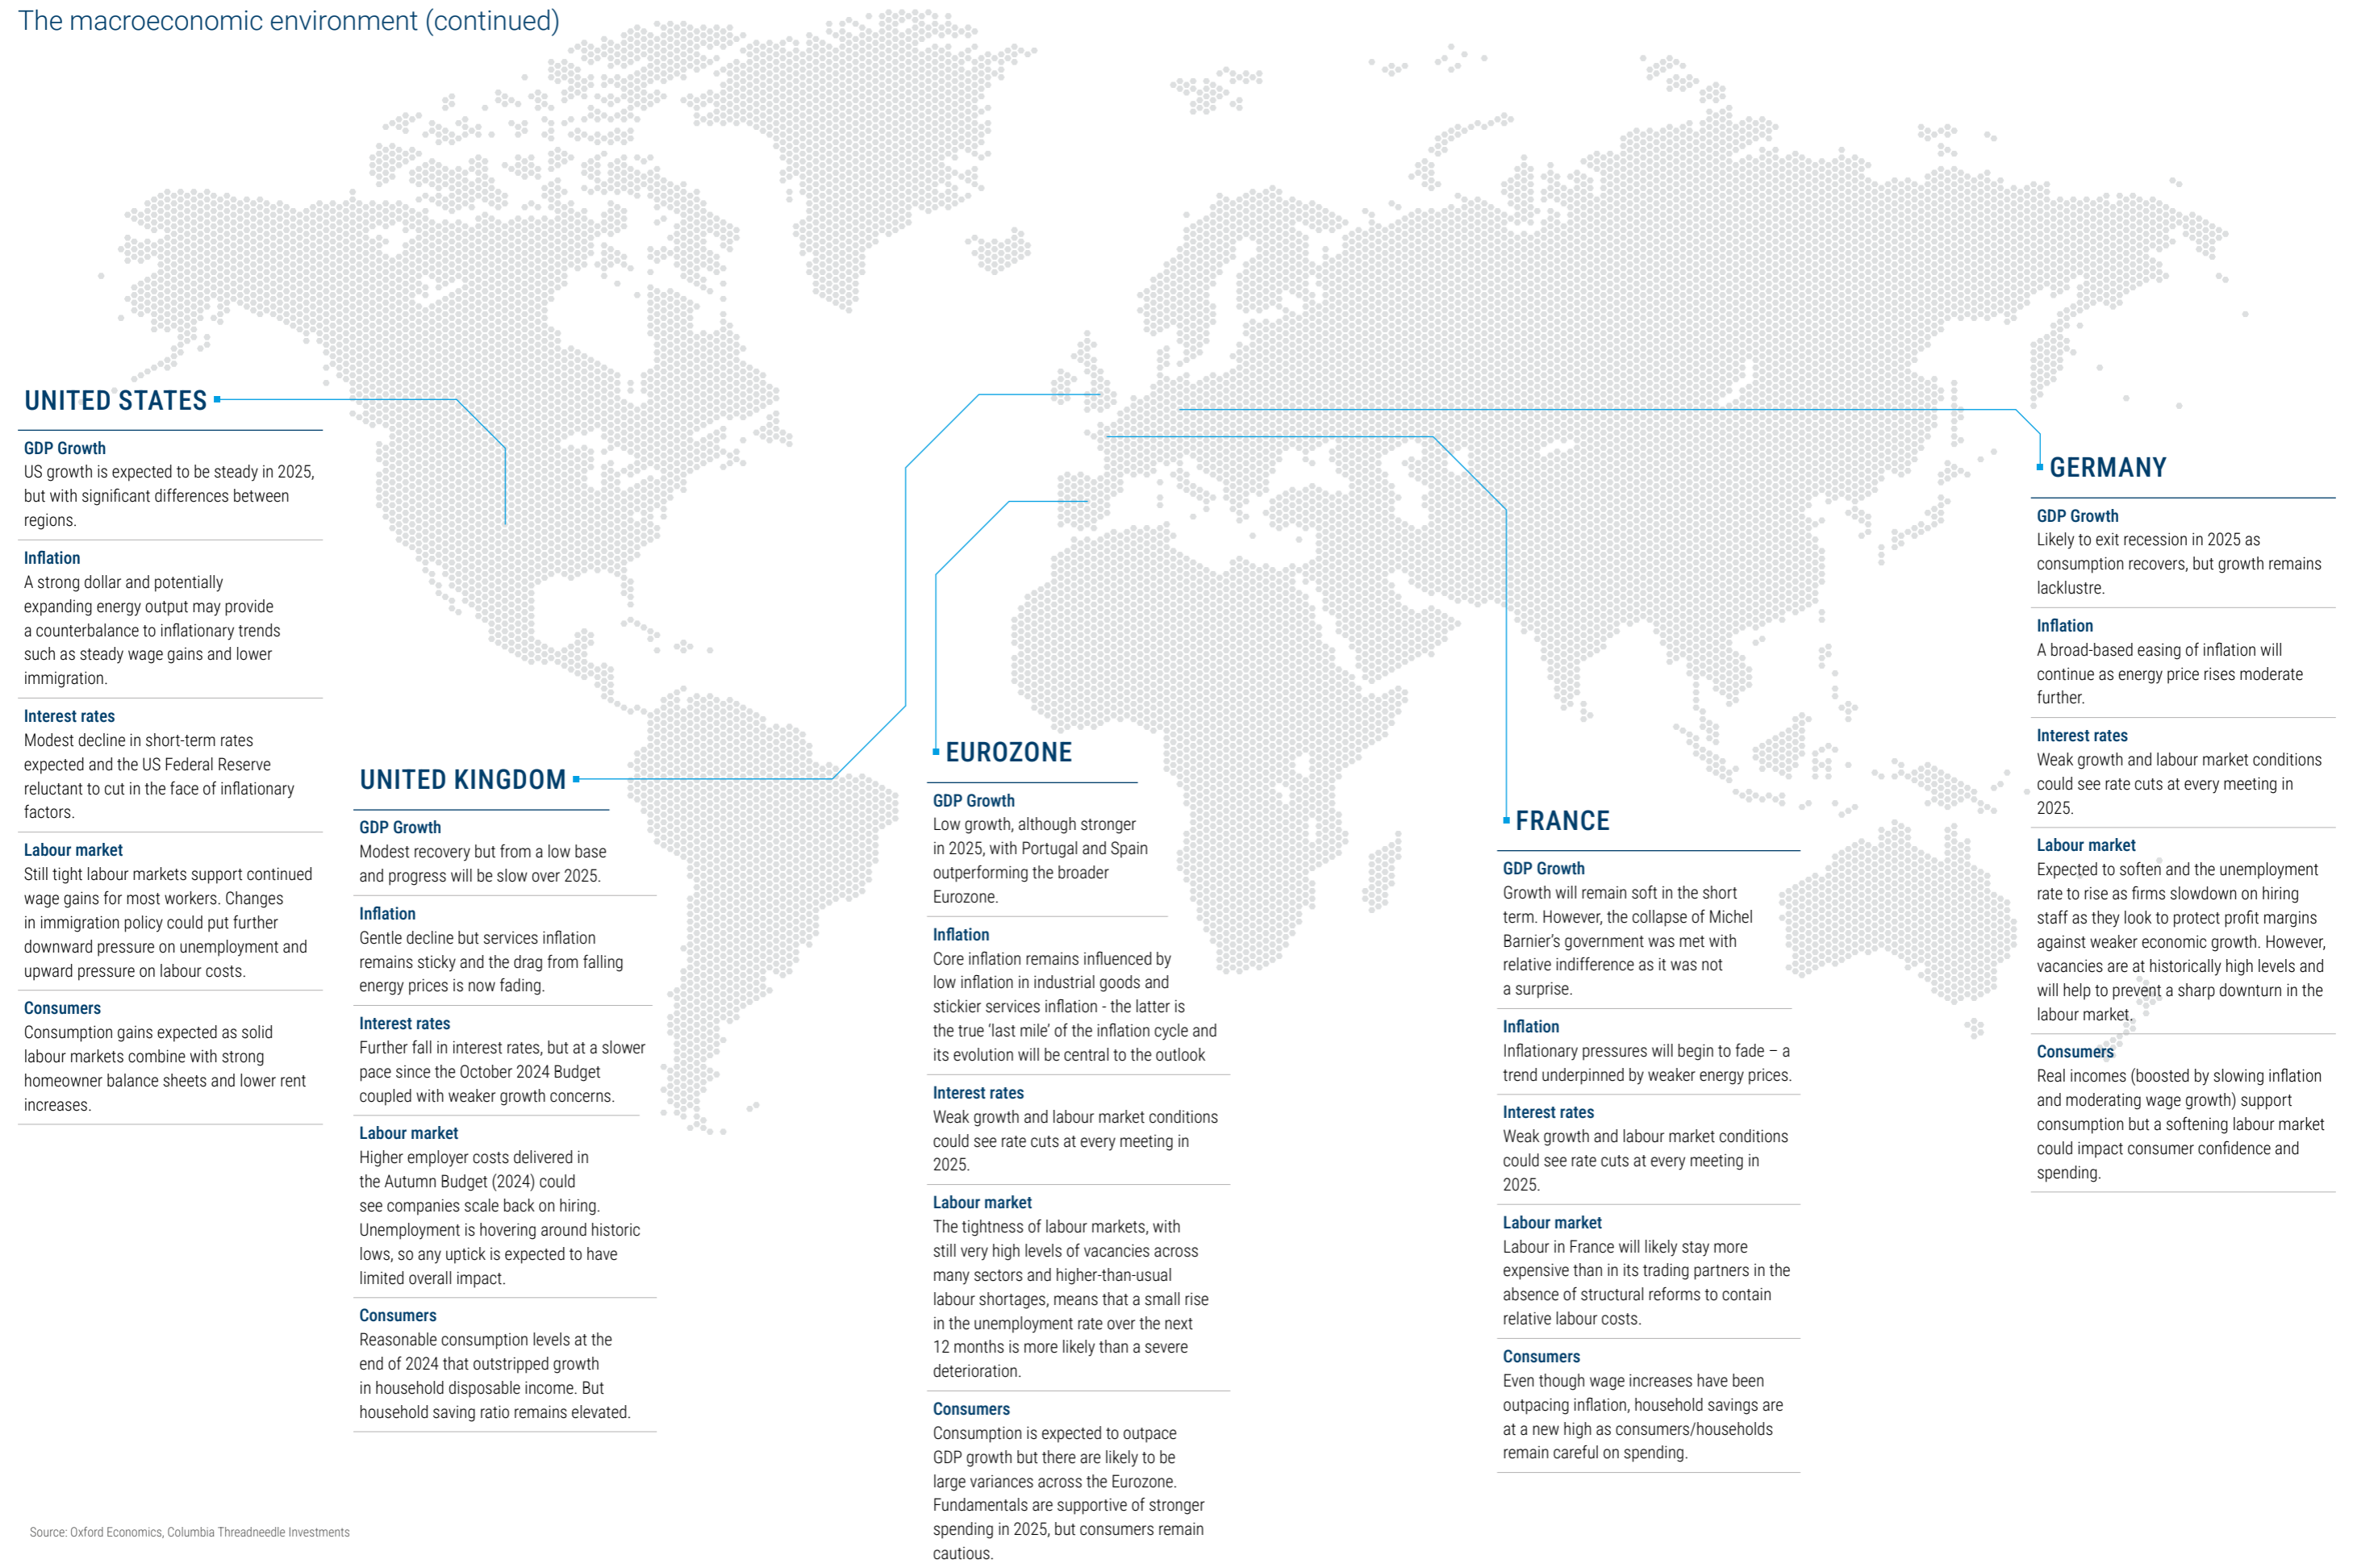 The macroeconomic environment (continued)
UNITED STATES
GDP Growth
US growth is expected to be steady in 2025,
but with significant differences between
regions.
Inflation
A strong dollar and potentially
expanding energy output may provide
a counterbalance to inflationary trends
such as steady wage gains and lower
immigration.
Interest rates
Modest decline in short-term rates
expected and the US Federal Reserve
reluctant to cut in the face of inflationary
factors.
Labour market
Still tight labour markets support continued
wage gains for most workers. Changes
in immigration policy could put further
downward pressure on unemployment and
upward pressure on labour costs.
Consumers
Consumption gains expected as solid
labour markets combine with strong
homeowner balance sheets and lower rent
increases.
UNITED KINGDOM
GDP Growth
Modest recovery but from a low base
and progress will be slow over 2025.
Inflation
Gentle decline but services inflation
remains sticky and the drag from falling
energy prices is now fading.
Interest rates
Further fall in interest rates, but at a slower
pace since the October 2024 Budget
coupled with weaker growth concerns.
Labour market
Higher employer costs delivered in
the Autumn Budget (2024) could
see companies scale back on hiring.
Unemployment is hovering around historic
lows, so any uptick is expected to have
limited overall impact.
Consumers
Reasonable consumption levels at the
end of 2024 that outstripped growth
in household disposable income. But
household saving ratio remains elevated.
EUROZONE
GDP Growth
Low growth, although stronger
in 2025, with Portugal and Spain
outperforming the broader
Eurozone.
Inflation
Core inflation remains influenced by
low inflation in industrial goods and
stickier services inflation - the latter is
the true ‘last mile’ of the inflation cycle and
its evolution will be central to the outlook
Interest rates
Weak growth and labour market conditions
could see rate cuts at every meeting in
2025.
Labour market
The tightness of labour markets, with
still very high levels of vacancies across
many sectors and higher-than-usual
labour shortages, means that a small rise
in the unemployment rate over the next
12 months is more likely than a severe
deterioration.
Consumers
Consumption is expected to outpace
GDP growth but there are likely to be
large variances across the Eurozone.
Fundamentals are supportive of stronger
spending in 2025, but consumers remain
cautious.
FRANCE
GDP Growth
Growth will remain soft in the short
term. However, the collapse of Michel
Barnier’s government was met with
relative indifference as it was not
a surprise.
Inflation
Inflationary pressures will begin to fade – a
trend underpinned by weaker energy prices.
Interest rates
Weak growth and labour market conditions
could see rate cuts at every meeting in
2025.
Labour market
Labour in France will likely stay more
expensive than in its trading partners in the
absence of structural reforms to contain
relative labour costs.
Consumers
Even though wage increases have been
outpacing inflation, household savings are
at a new high as consumers/households
remain careful on spending.
GERMANY
GDP Growth
Likely to exit recession in 2025 as
consumption recovers, but growth remains
lacklustre.
Inflation
A broad-based easing of inflation will
continue as energy price rises moderate
further.
Interest rates
Weak growth and labour market conditions
could see rate cuts at every meeting in
2025.
Labour market
Expected to soften and the unemployment
rate to rise as firms slowdown on hiring
staff as they look to protect profit margins
against weaker economic growth. However,
vacancies are at historically high levels and
will help to prevent a sharp downturn in the
labour market.
Consumers
Real incomes (boosted by slowing inflation
and moderating wage growth) support
consumption but a softening labour market
could impact consumer confidence and
spending.
Source: Oxford Economics, Columbia Threadneedle Investments